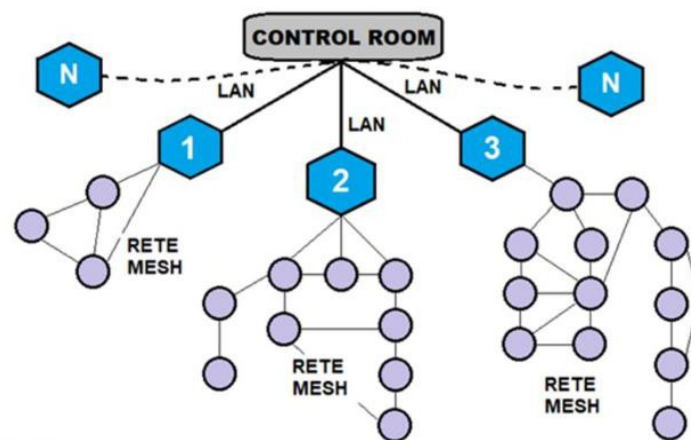 CONTROL ROOM
N
N
LAN
LAN
LAN
1
2
3
RETE
MESH
RETE
MESH
RETE
MESH